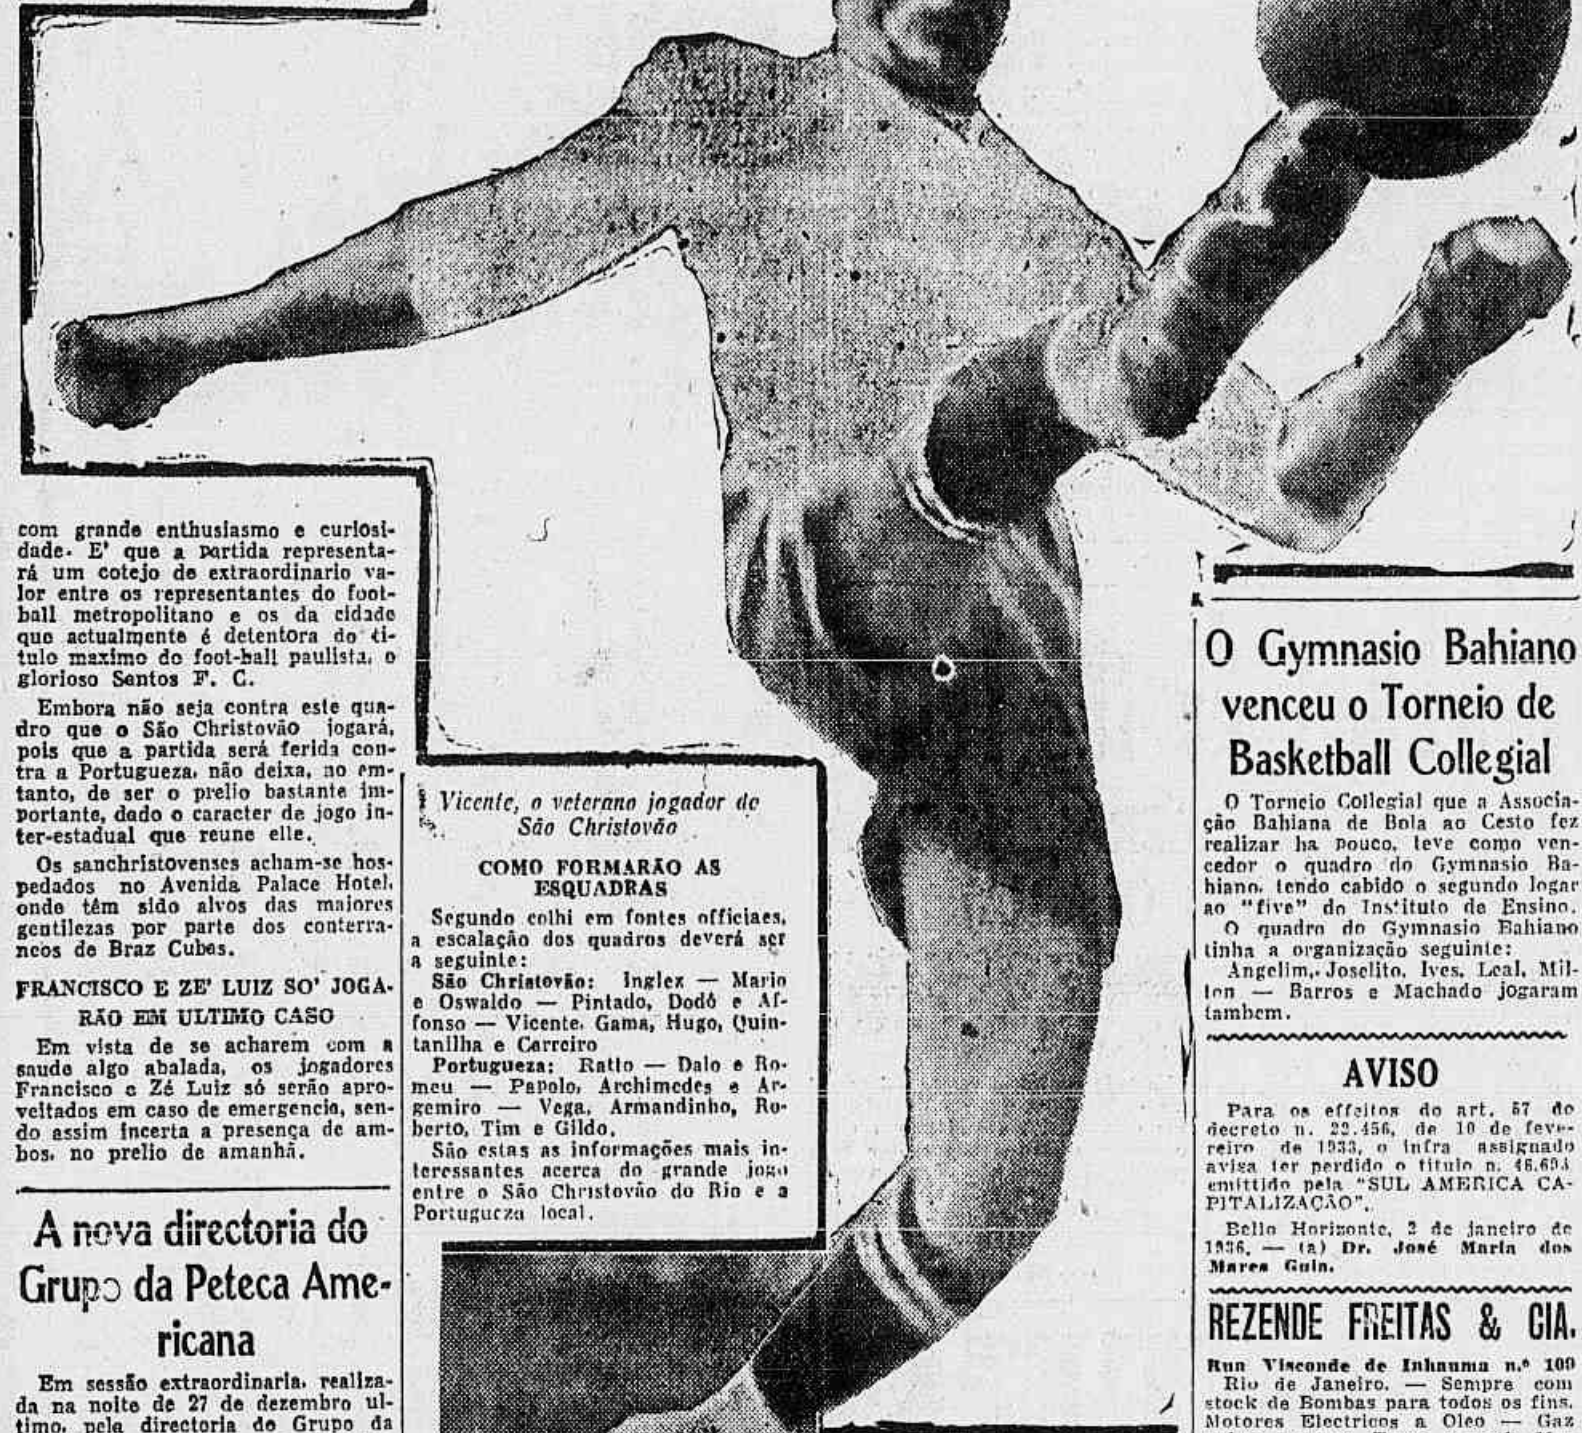 com grande enthusiasmo e curiosi-
dade. E' que a partida representa-
rá um cotejo de extraordinario va-
lor entre os representantes do foot-
ball metropolitano e os da cidade
que actualmente é detentora do ti-
tulo maximo do foot-ball paulista, o
glorioso Santos F. C.
Embora não seja contra este qua-
dro que o São Christovão jogará,
pois que a partida será ferida con-
tra a Portugueza, não deixa, no em-
tanto, de ser o prelio bastante im-
portante, dado o caracter de jogo in-
ter-estadual que reune elle.
Os sanchristovenses acham-se hos-
pedados no Avenida Palace Hotel,
onde têm sido alvos das maiores
gentilezas por parte dos conterra-
neos de Braz Cubas.
FRANCISCO E ZE' LUIZ SO' JOGA-
RÃO EM ULTIMO CASO
Em vista de se acharem com a
saude algo abalada, os jogadores
Francisco e Zé Luiz só serão apro-
veitados em caso de emergencia, sen-
do assim incerta a presença de am-
bos, no prelio de amanhã.
A nova directoria do
Grupo da Peteca Ame-
ricana
Em sessão extraordinaria, realiza-
da na noite de 27 de dezembro ul-
timo, pela directoria do Grupo da
Vicente, o veterano jogador do
São Christovão
COMO FORMARÃO AS
ESQUADRAS
Segundo colhi em fontes officiaes,
a escalação dos quadros deverá ser
a seguinte:
São Christovão: Inglez — Mario
e Oswaldo — Pintado, Dodô e Af-
fonso — Vicente, Gama, Hugo, Quin-
tanilha e Carreiro
Portugueza: Ratto — Dalo e Ro-
meu — Papolo, Archimedes e Ar-
gemiro — Vega, Armandinho, Ro-
berto, Tim e Gildo.
São estas as informações mais in-
teressantes acerca do grande jogo
entre o São Christovão do Rio e a
Portugueza local.
O Gymnasio Bahiano
venceu o Torneio de
Basketball Collegial
O Torneio Collegial que a Associa-
ção Bahiana de Bola ao Cesto fez
realizar ha pouco, teve como ven-
cedor o quadro do Gymnasio Ba-
hiano, tendo cabido o segundo logar
ao "five" do Instituto de Ensino.
O quadro do Gymnasio Bahiano
tinha a organização seguinte:
Angelim, Joselito, Ives, Leal, Mil-
ton — Barros e Machado jogaram
tambem.
AVISO
Para os effeitos do art. 57 do
decreto n. 22.456, de 10 de feve-
reiro de 1933, o infra assignado
avisa ter perdido o titulo n.
emittido pela "SUL AMERICA CA-
PITALIZAÇÃO".
Bello Horizonte, 2 de janeiro de
1936. — (a) Dr. José Maria dos
Mares Guia.
REZENDE FREITAS & CIA.
Rua Visconde de Inhauma n.º 109
Rio de Janeiro. — Sempre com
stock de Bombas para todos os fins.
Motores Electricos a Oleo — Gaz